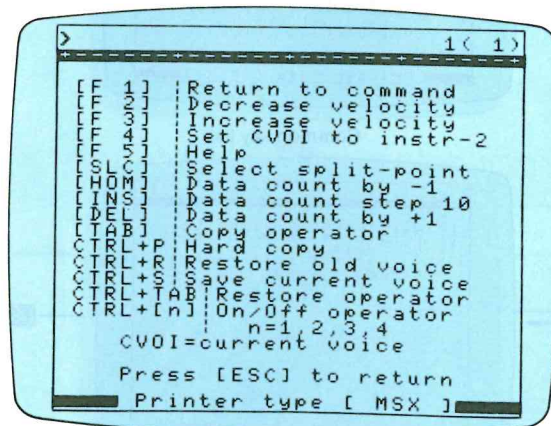 > 1( 1)
[F 1] Return to command
[F 2] Decrease velocity
[F 3] Increase velocity
[F 4] Set CVOI to instr-2
[F 5] Help
[SLC] Select split-point
[HOM] Data count by -1
[INS] Data count step 10
[DEL] Data count by +1
[TAB] Copy operator
CTRL+P Hard copy
CTRL+R Restore old voice
CTRL+S Save current voice
CTRL+TAB Restore operator
CTRL+[n] On/Off operator
n=1,2,3,4
CVOI=current voice
Press [ESC] to return
Printer type [ MSX ]